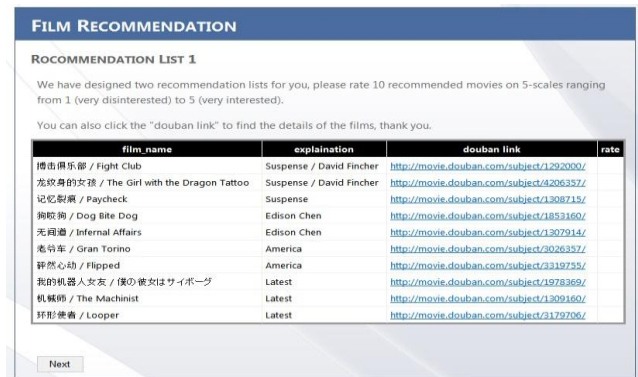 FILM RECOMMENDATION
ROCOMMENDATION LIST 1
We have designed two recommendation lists for you, please rate 10 recommended movies on 5-scales ranging
from 1 (very disinterested) to 5 (very interested).
You can also click the "douban link" to find the details of the films, thank you.
film_name explaination douban link rate
搏击俱乐部 / Fight Club Suspense / David Fincher http://movie.douban.com/subject/1292000/
龙纹身的女孩 / The Girl with the Dragon Tattoo Suspense / David Fincher http://movie.douban.com/subject/4206357/
记忆裂痕 / Paycheck Suspense http://movie.douban.com/subject/1308715/
狗咬狗 / Dog Bite Dog Edison Chen http://movie.douban.com/subject/1853160/
无间道 / Infernal Affairs Edison Chen http://movie.douban.com/subject/1307914/
老爷车 / Gran Torino America http://movie.douban.com/subject/3026357/
怦然心动 / Flipped America http://movie.douban.com/subject/3319755/
我的机器人女友 / 僕の彼女はサイボーグ Latest http://movie.douban.com/subject/1978369/
机械师 / The Machinist Latest http://movie.douban.com/subject/1309160/
环形使者 / Looper Latest http://movie.douban.com/subject/3179706/
Next